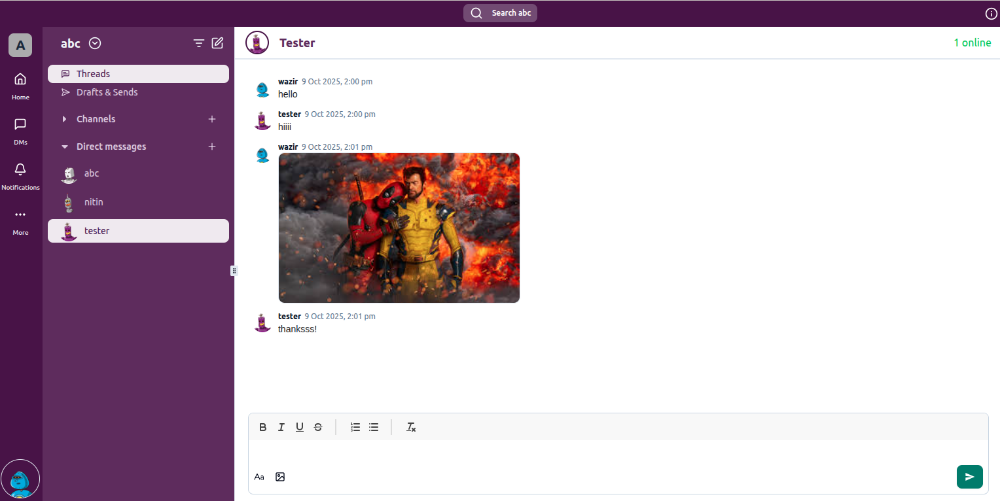 Search abc
A
Home
DMs
Notifications
More
abc
Threads
Drafts & Sends
Channels
Direct messages
abc
nitin
tester
Tester
1 online
wazir 9 Oct 2025, 2:00 pm
hello
tester 9 Oct 2025, 2:00 pm
hiiii
wazir 9 Oct 2025, 2:01 pm
tester 9 Oct 2025, 2:01 pm
thanksss!
B I U S
Aa